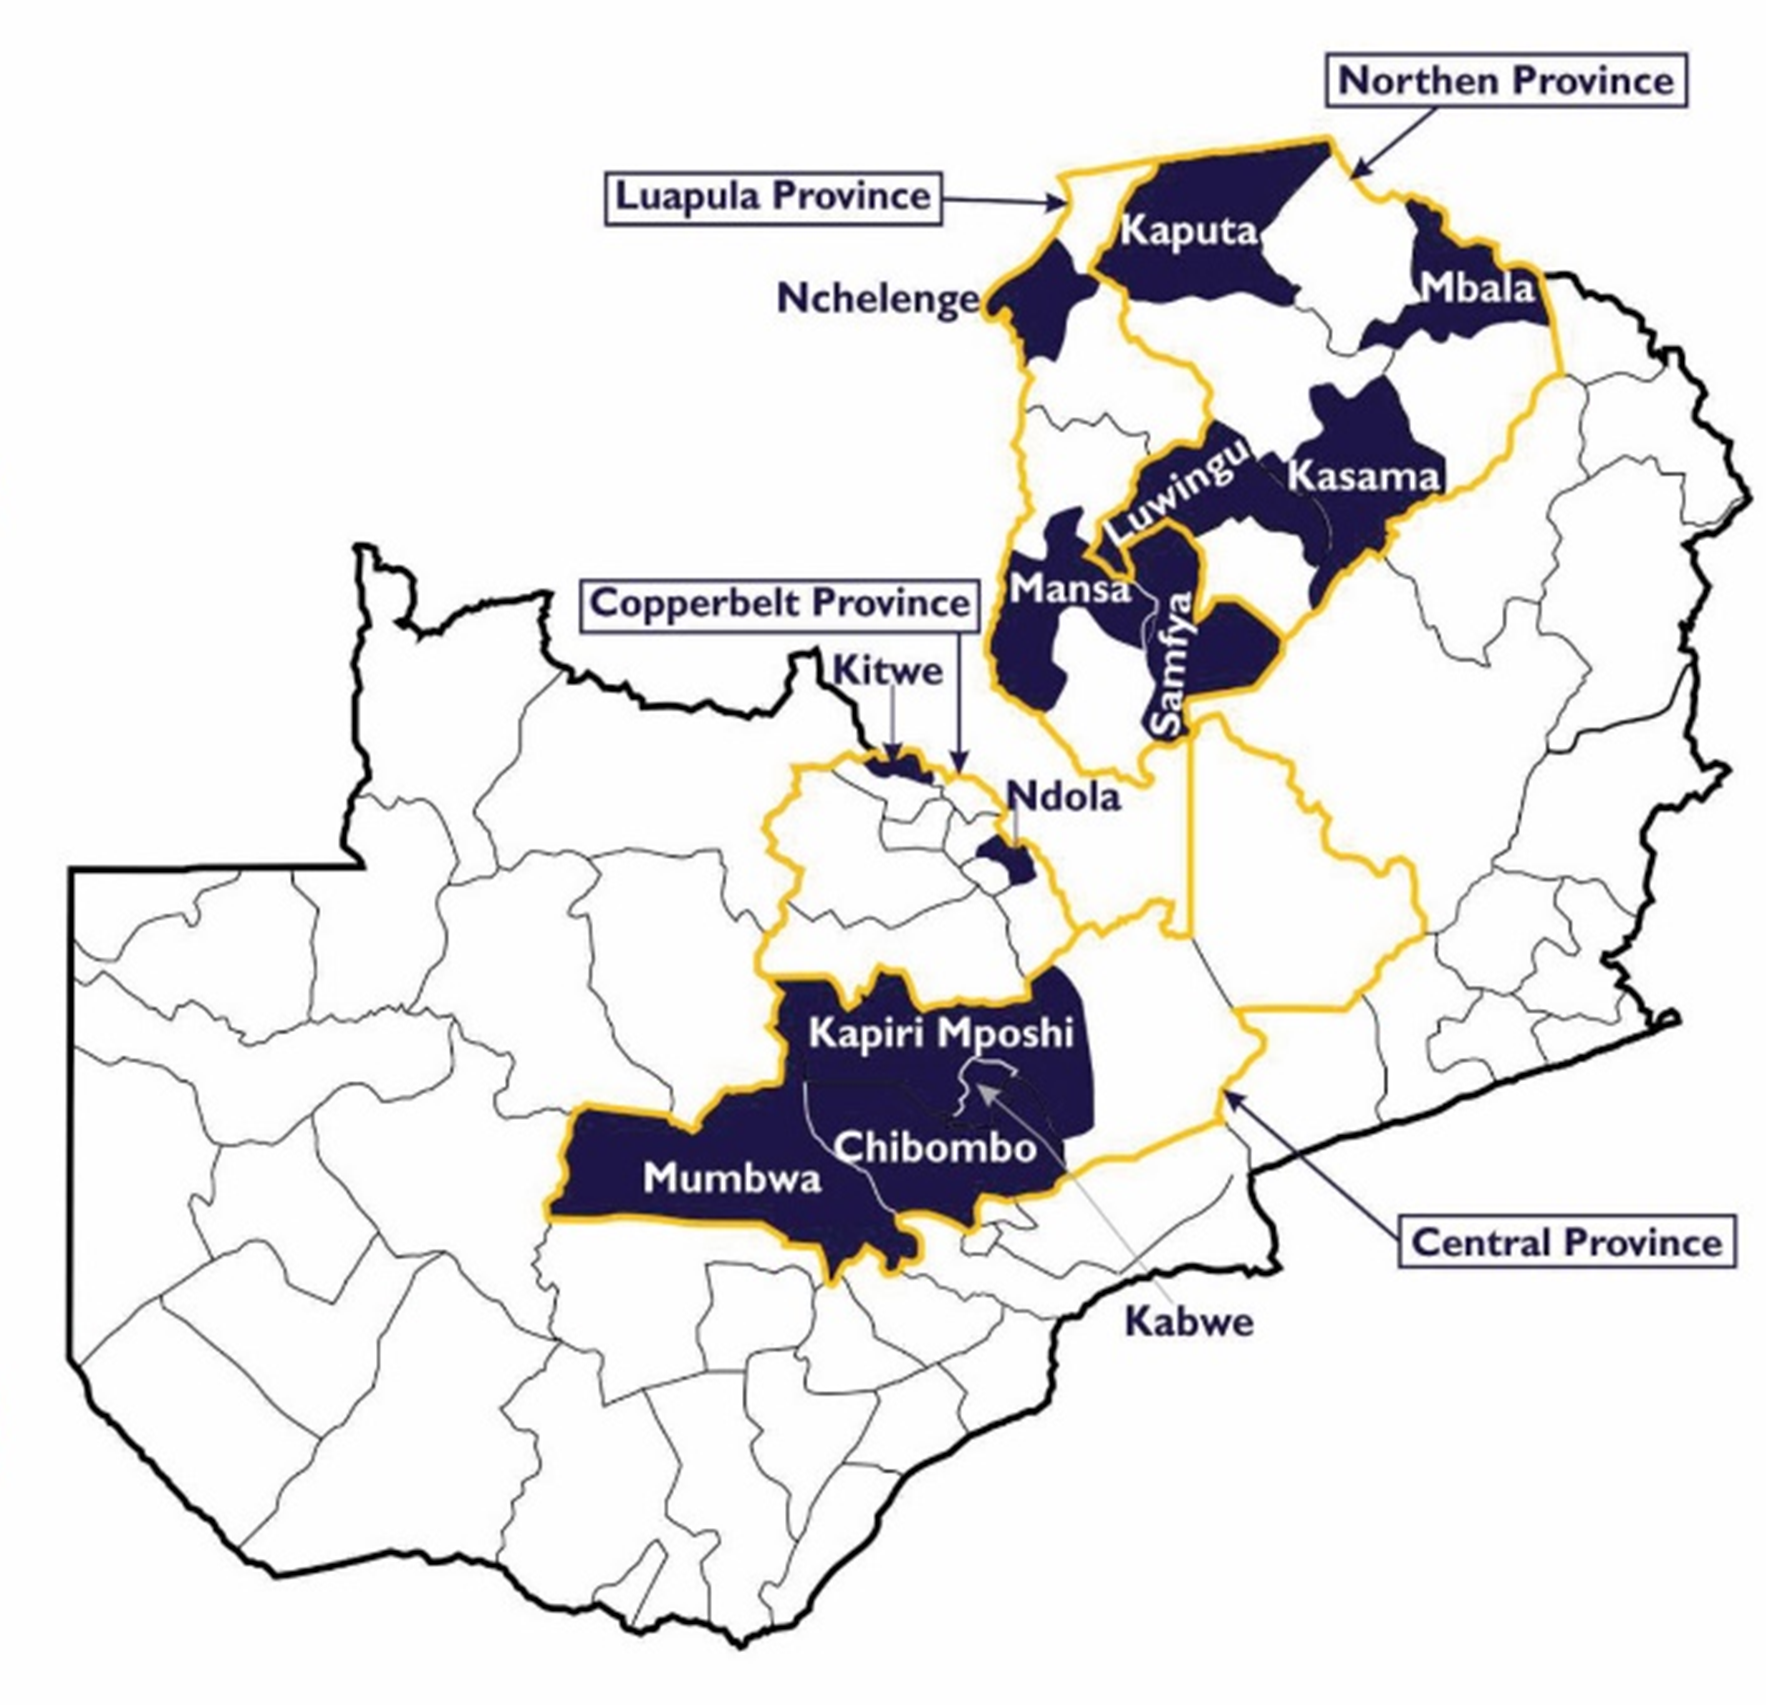 Northen Province
Luapula Province
Kaputa
Nchelenge
Mbala
Luwingu
Kasama
Mansa
Samfya
Copperbelt Province
Kitwe
Ndola
Kapiri Mposhi
Chibombo
Mumbwa
Central Province
Kabwe